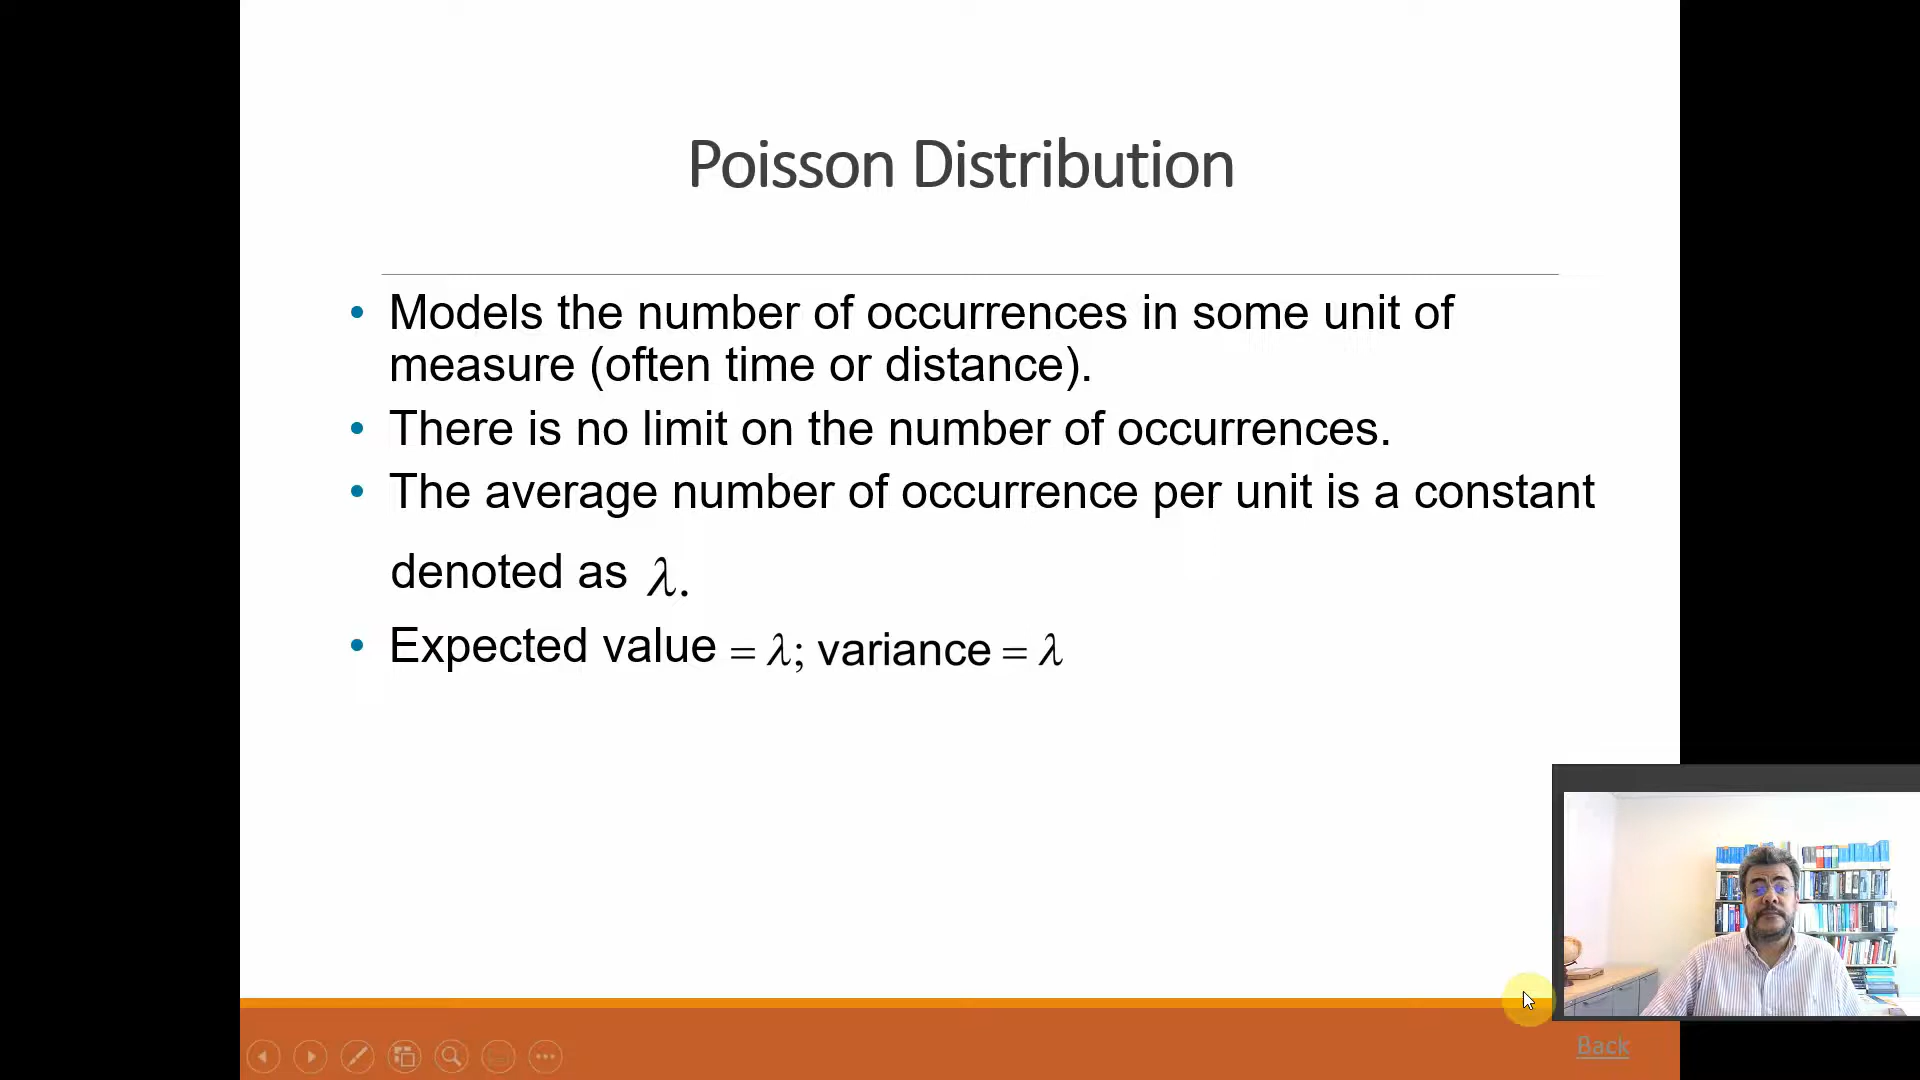 Poisson Distribution
• Models the number of occurrences in some unit of
measure (often time or distance).
• There is no limit on the number of occurrences.
• The average number of occurrence per unit is a constant
denoted as λ.
• Expected value = λ; variance = λ
Back